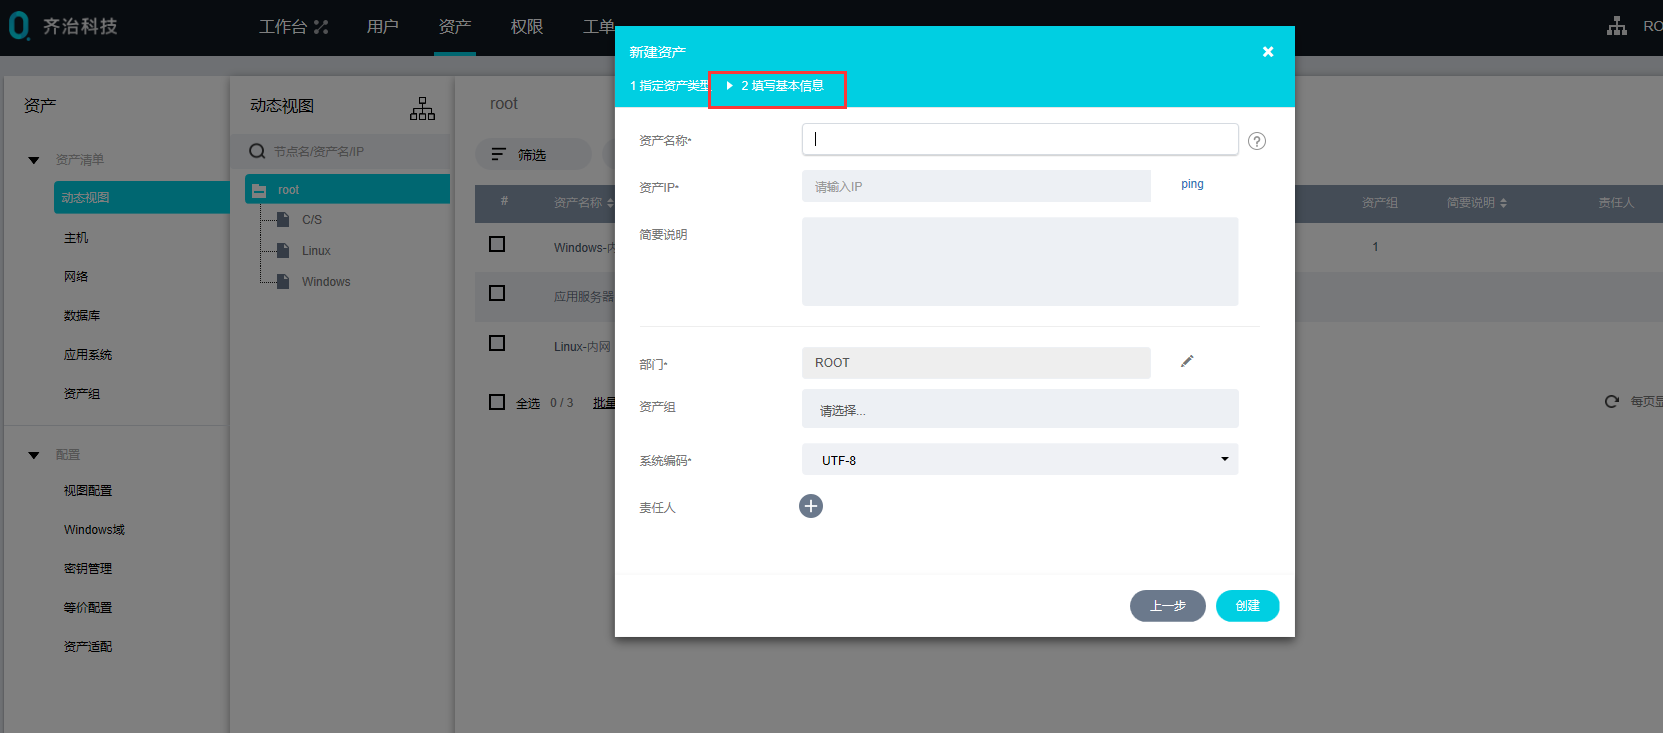 齐治科技
工作台 用户 资产 权限 工单
新建资产
1 指定资产类型 2 填写基本信息
资产名称*
资产IP* 请输入IP ping
简要说明
部门* ROOT
资产组 请选择...
系统编码* UTF-8
责任人
上一步 创建
资产
资产清单
动态视图
主机
网络
数据库
应用系统
资产组
配置
视图配置
Windows域
密钥管理
等价配置
资产适配
动态视图
节点名/资产名/IP
root
C/S
Linux
Windows
root
筛选
# 资产名称 资产组 简要说明 责任人
Windows-内 1
应用服务器
Linux-内网
全选 0 / 3 批量
每页显
RO